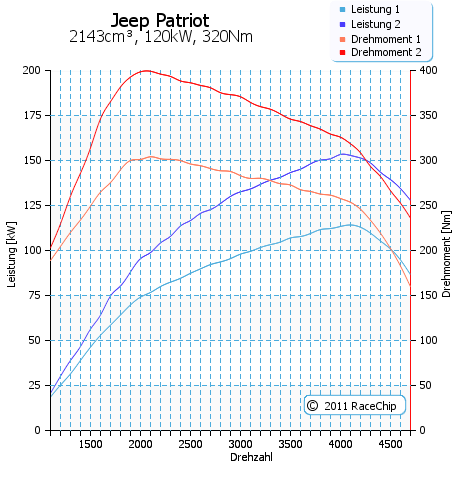 Jeep Patriot
2143cm³, 120kW, 320Nm
Leistung 1
Leistung 2
Drehmoment 1
Drehmoment 2
200
175
150
125
100
75
50
25
0
Leistung [kW]
400
350
300
250
200
150
100
50
0
Drehmoment [Nm]
1500 2000 2500 3000 3500 4000 4500
Drehzahl
© 2011 RaceChip